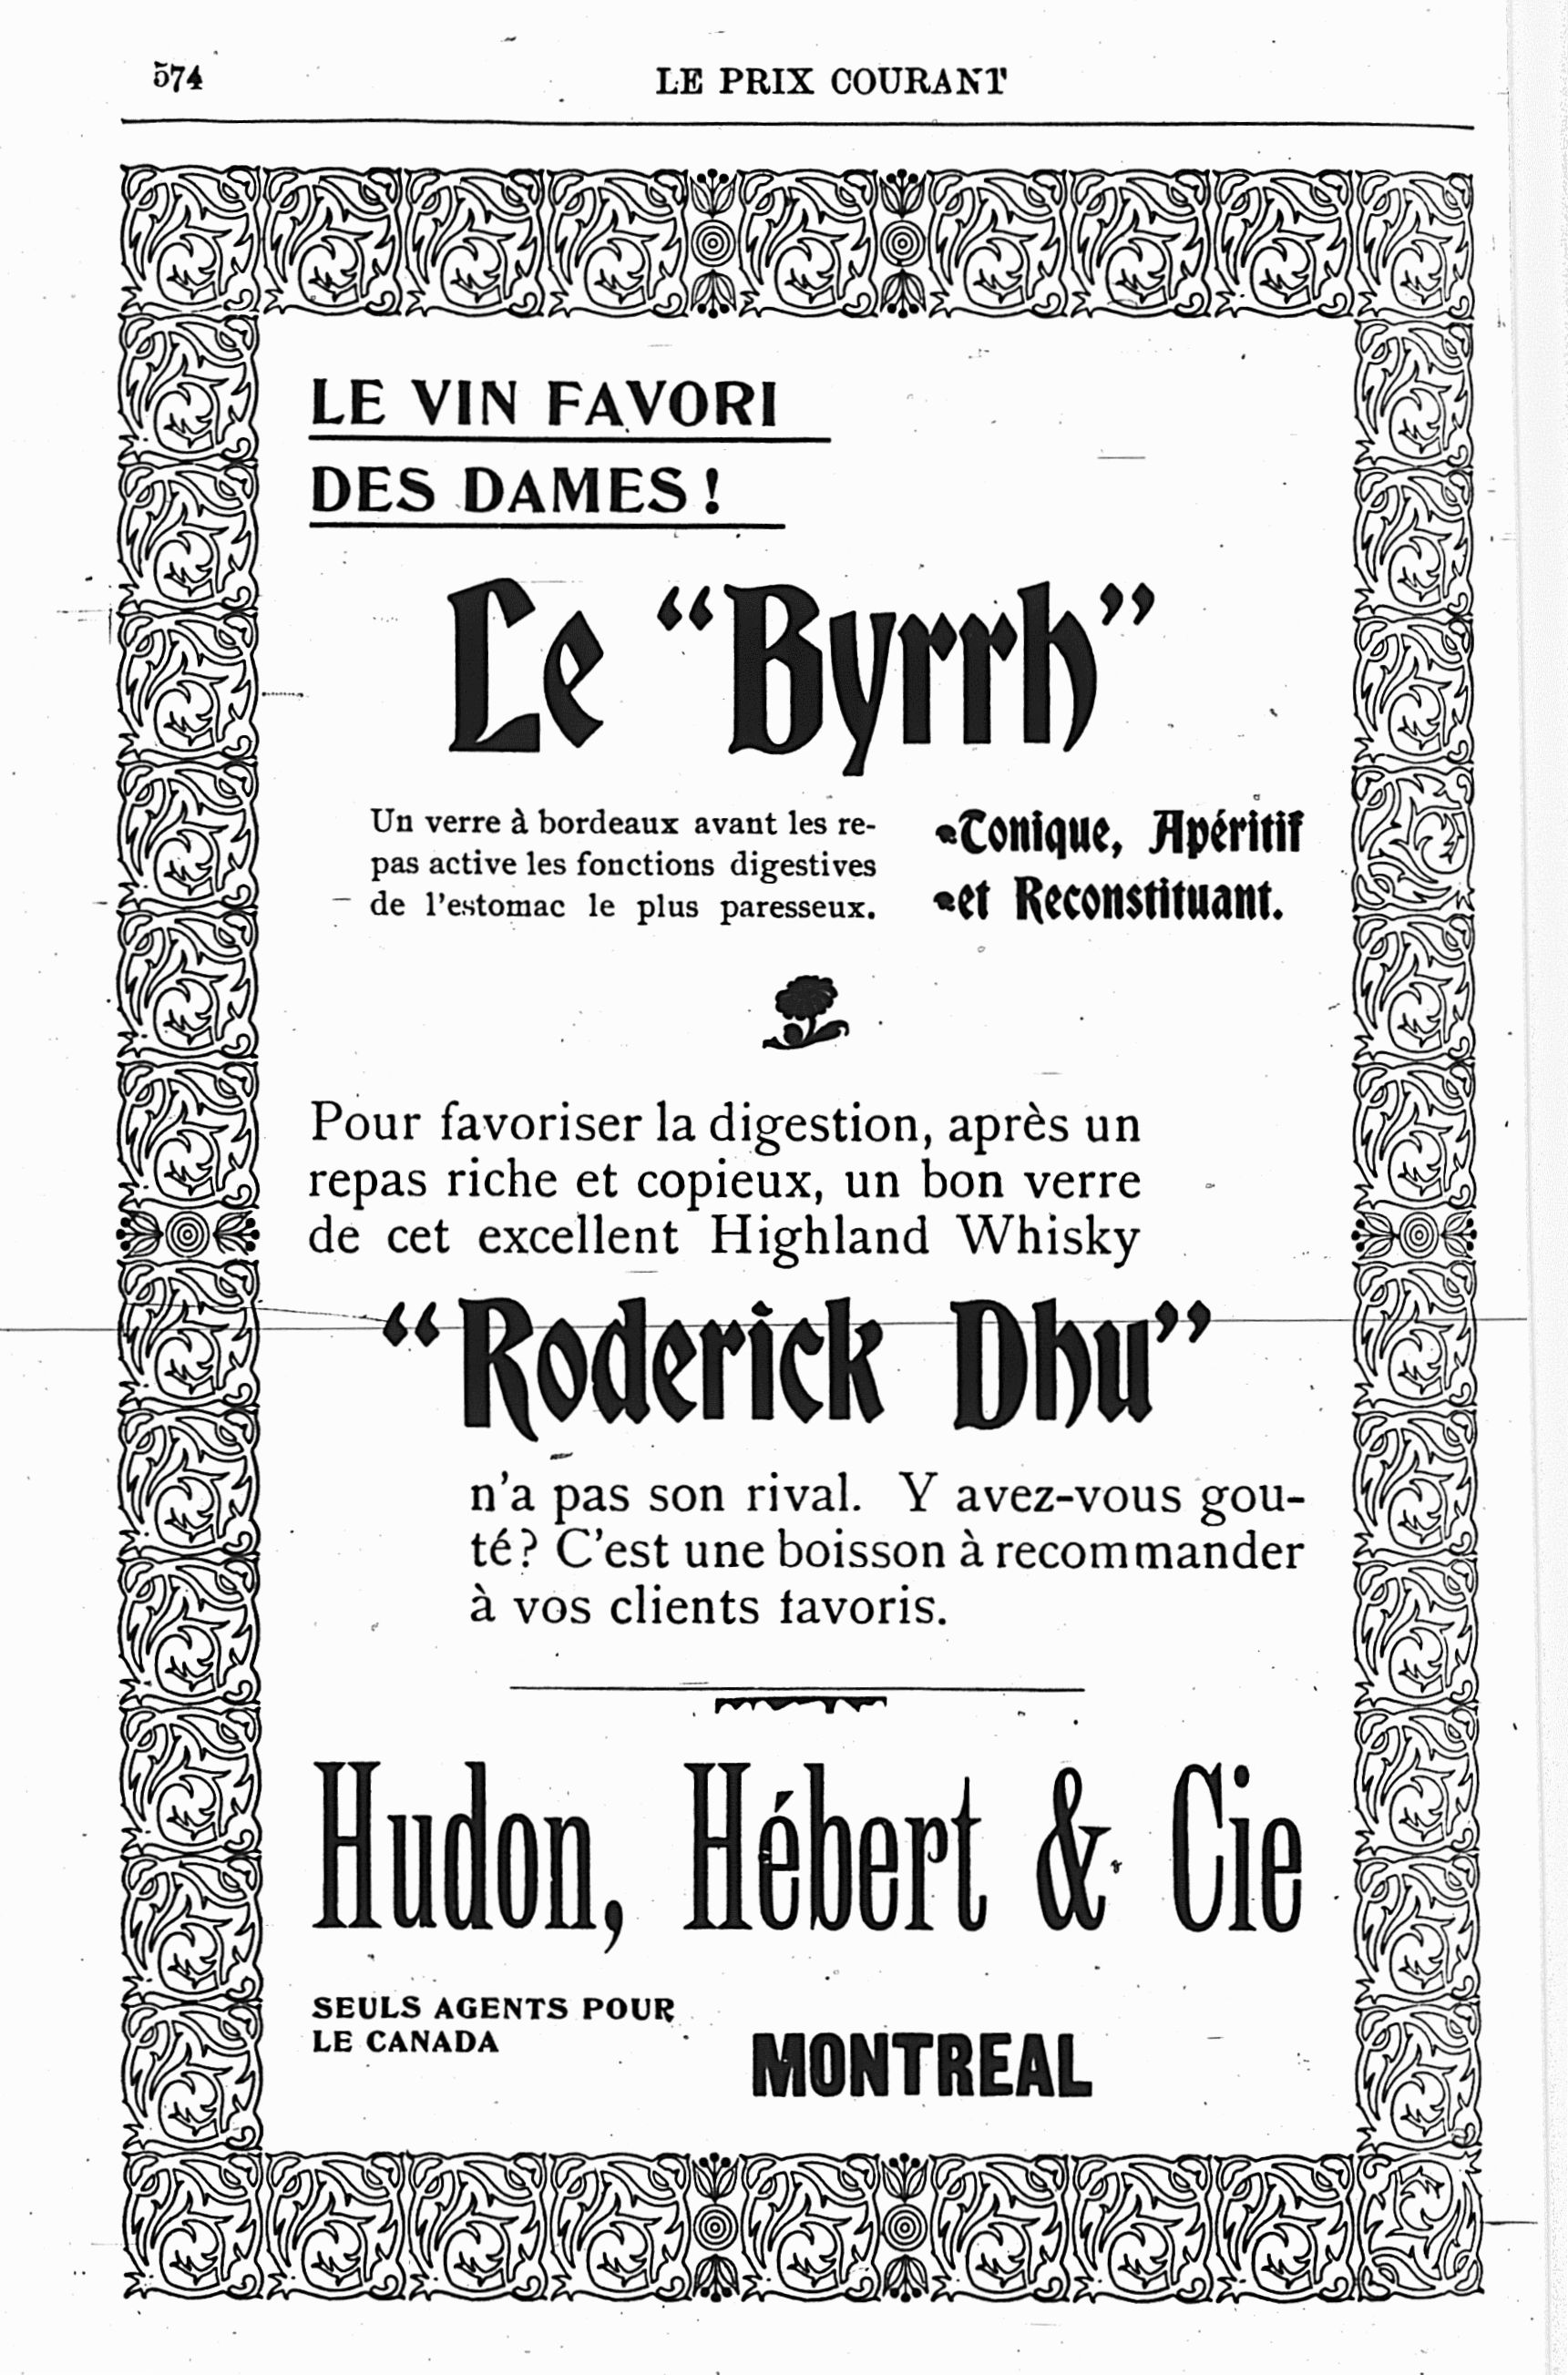 574
LE PRIX COURANT
LE VIN FAVORI
DES DAMES !
Le “Byrrh”
Un verre à bordeaux avant les re-
pas active les fonctions digestives
de l'estomac le plus paresseux.
Tonique, Apéritif
et Reconstituant.
Pour favoriser la digestion, après un
repas riche et copieux, un bon verre
de cet excellent Highland Whisky
“Roderick Dhu”
n'a pas son rival. Y avez-vous gou-
té? C'est une boisson à recommander
à vos clients favoris.
Hudon, Hébert & Cie
SEULS AGENTS POUR
LE CANADA
MONTREAL